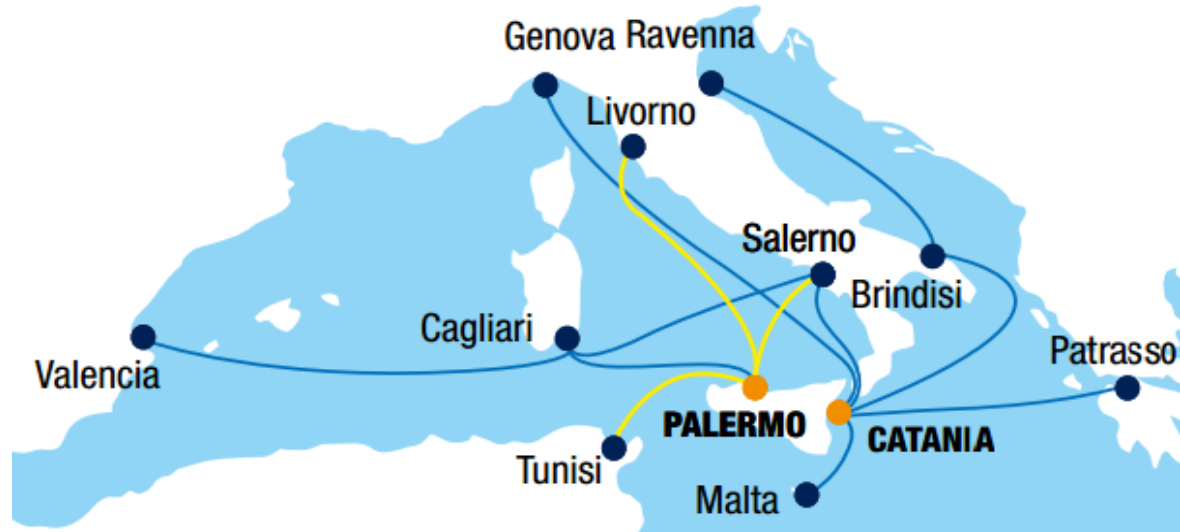 Genova Ravenna
Livorno
Salerno
Brindisi
Cagliari
Patrasso
Valencia
PALERMO
CATANIA
Tunisi
Malta